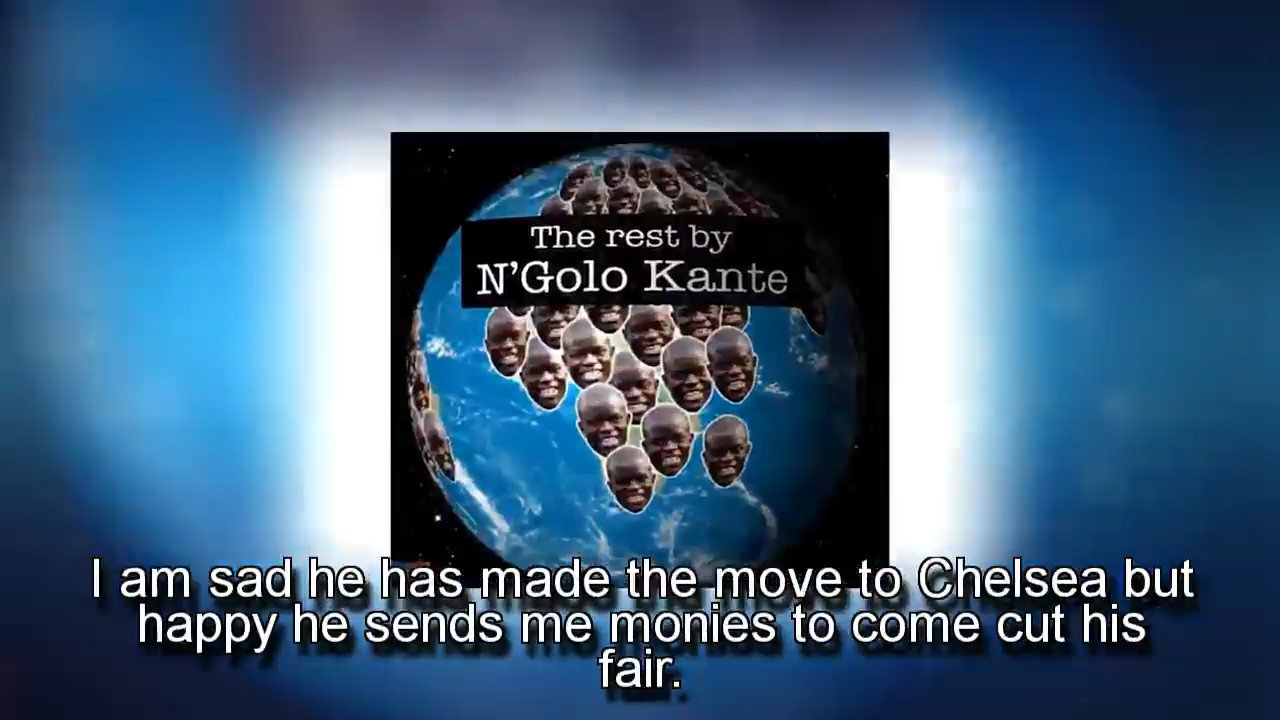 The rest by
N'Golo Kante
I am sad he has made the move to Chelsea but
happy he sends me monies to come cut his
fair.